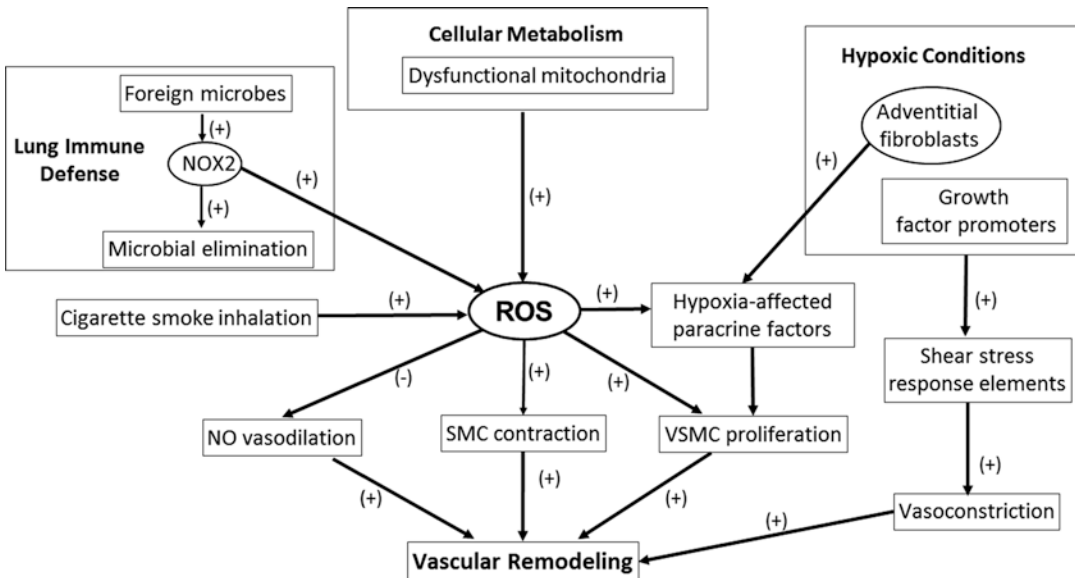 Cellular Metabolism
Dysfunctional mitochondria
Foreign microbes
(+)
Lung Immune
Defense
NOX2
(+)
Microbial elimination
(+)
(+)
Hypoxic Conditions
Adventitial
fibroblasts
(+)
Growth
factor promoters
Cigarette smoke inhalation
(+)
ROS
(+)
Hypoxia-affected
paracrine factors
(+)
Shear stress
response elements
(-)
(+)
(+)
NO vasodilation
SMC contraction
VSMC proliferation
(+)
(+)
(+)
(+)
Vasoconstriction
(+)
Vascular Remodeling